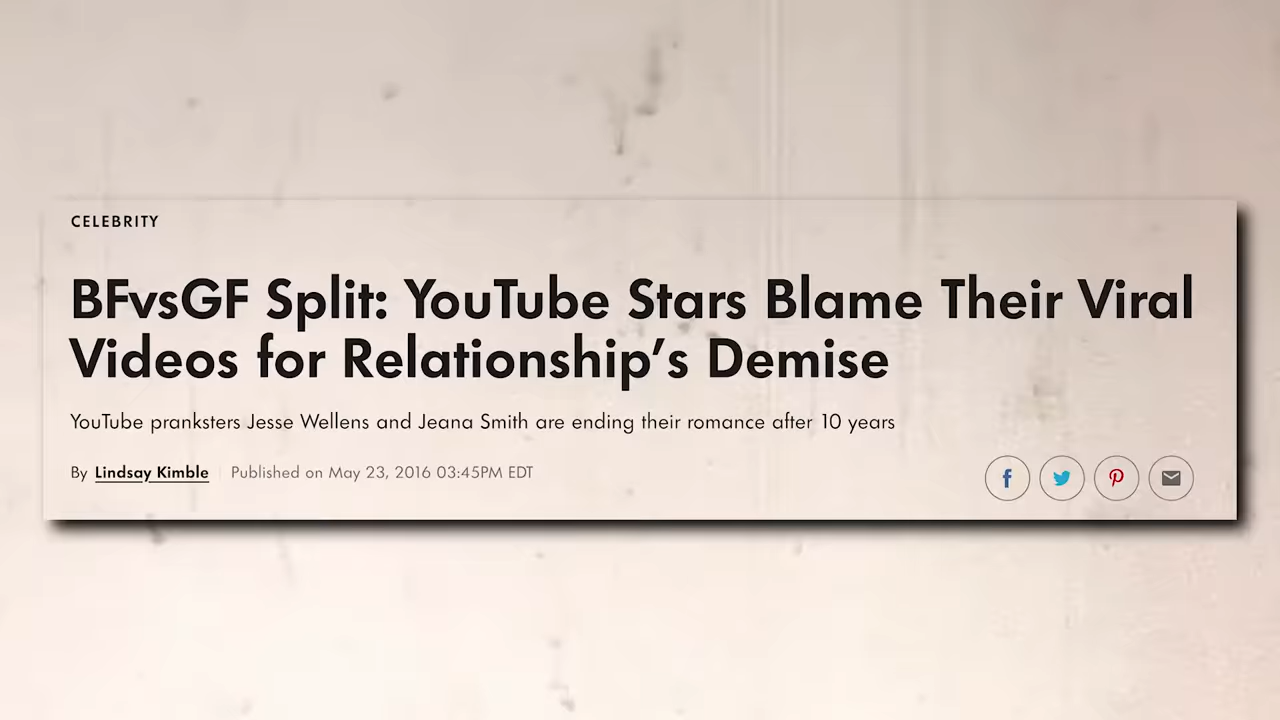 CELEBRITY
BFvsGF Split: YouTube Stars Blame Their Viral
Videos for Relationship’s Demise
YouTube pranksters Jesse Wellens and Jeana Smith are ending their romance after 10 years
By Lindsay Kimble Published on May 23, 2016 03:45PM EDT